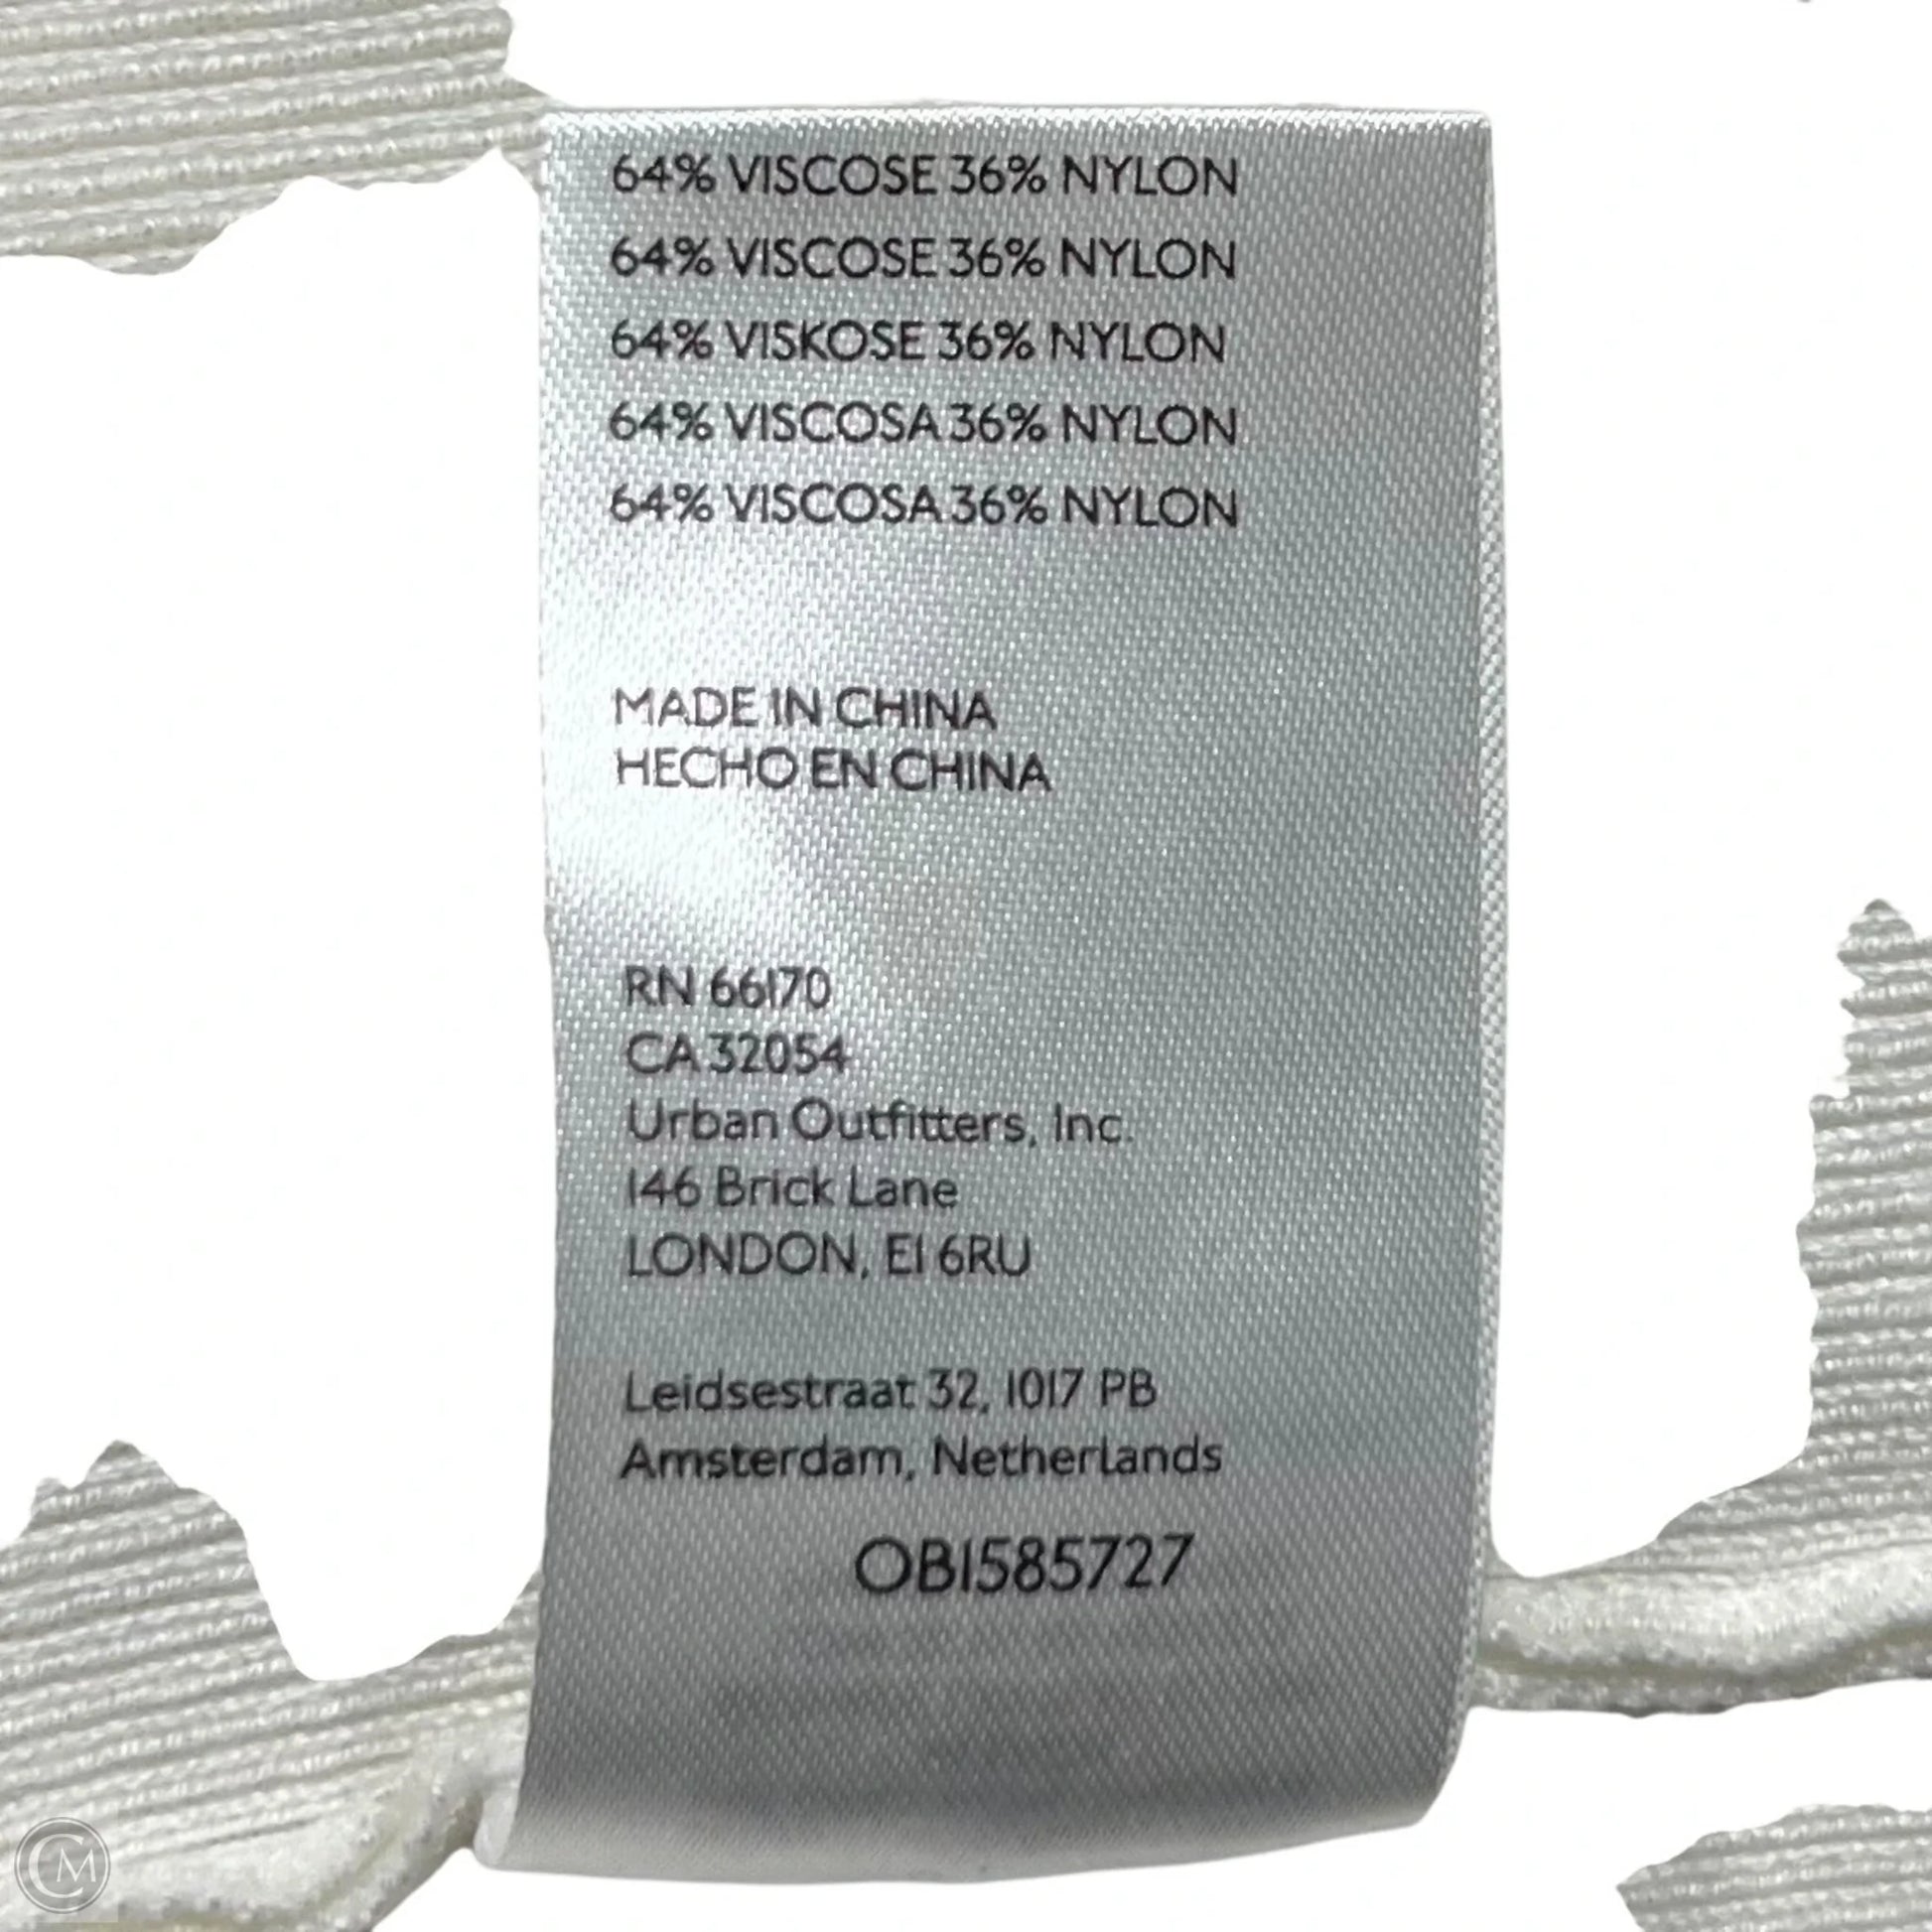 64% VISCOSE 36% NYLON
64% VISCOSE 36% NYLON
64% VISKOSE 36% NYLON
64% VISCOSA 36% NYLON
64% VISCOSA 36% NYLON
MADE IN CHINA
HECHO EN CHINA
RN 66170
CA 32054
Urban Outfitters, Inc.
146 Brick Lane
LONDON, E1 6RU
Leidsestraat 32, 1017 PB
Amsterdam, Netherlands
OB1585727
CM